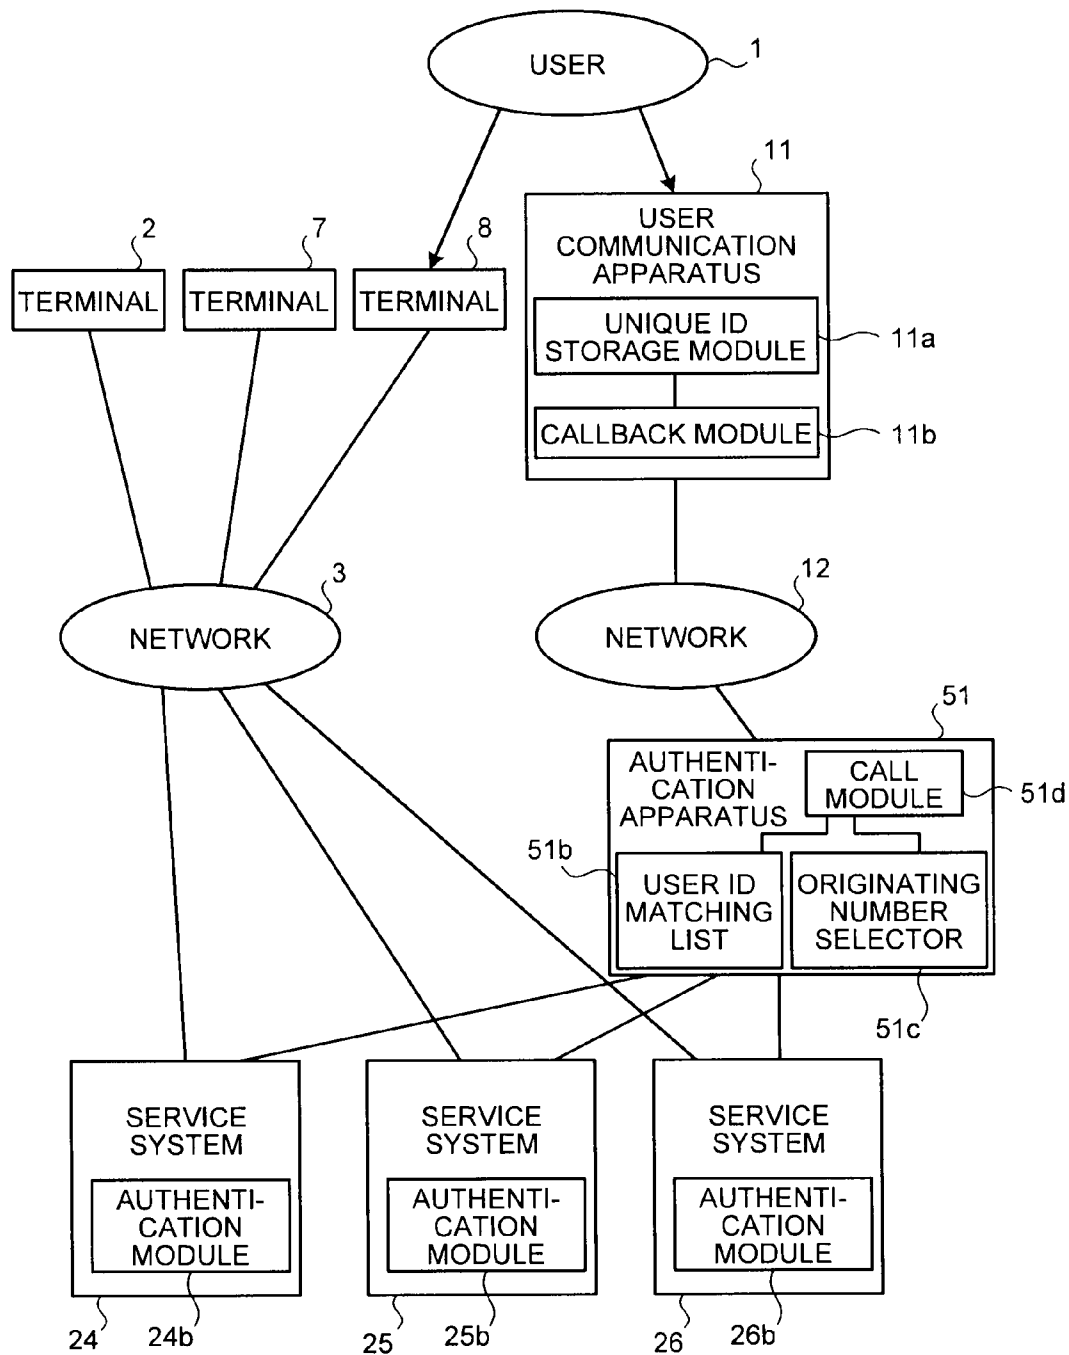 USER
1
11
USER
COMMUNICATION
APPARATUS
2
7
8
TERMINAL
TERMINAL
TERMINAL
UNIQUE ID
STORAGE MODULE
11a
CALLBACK MODULE
11b
3
12
NETWORK
NETWORK
51
AUTHENTI-
CATION
APPARATUS
CALL
MODULE
51d
51b
USER ID
MATCHING
LIST
ORIGINATING
NUMBER
SELECTOR
51c
SERVICE
SYSTEM
SERVICE
SYSTEM
SERVICE
SYSTEM
AUTHENTI-
CATION
MODULE
AUTHENTI-
CATION
MODULE
AUTHENTI-
CATION
MODULE
24
24b
25
25b
26
26b